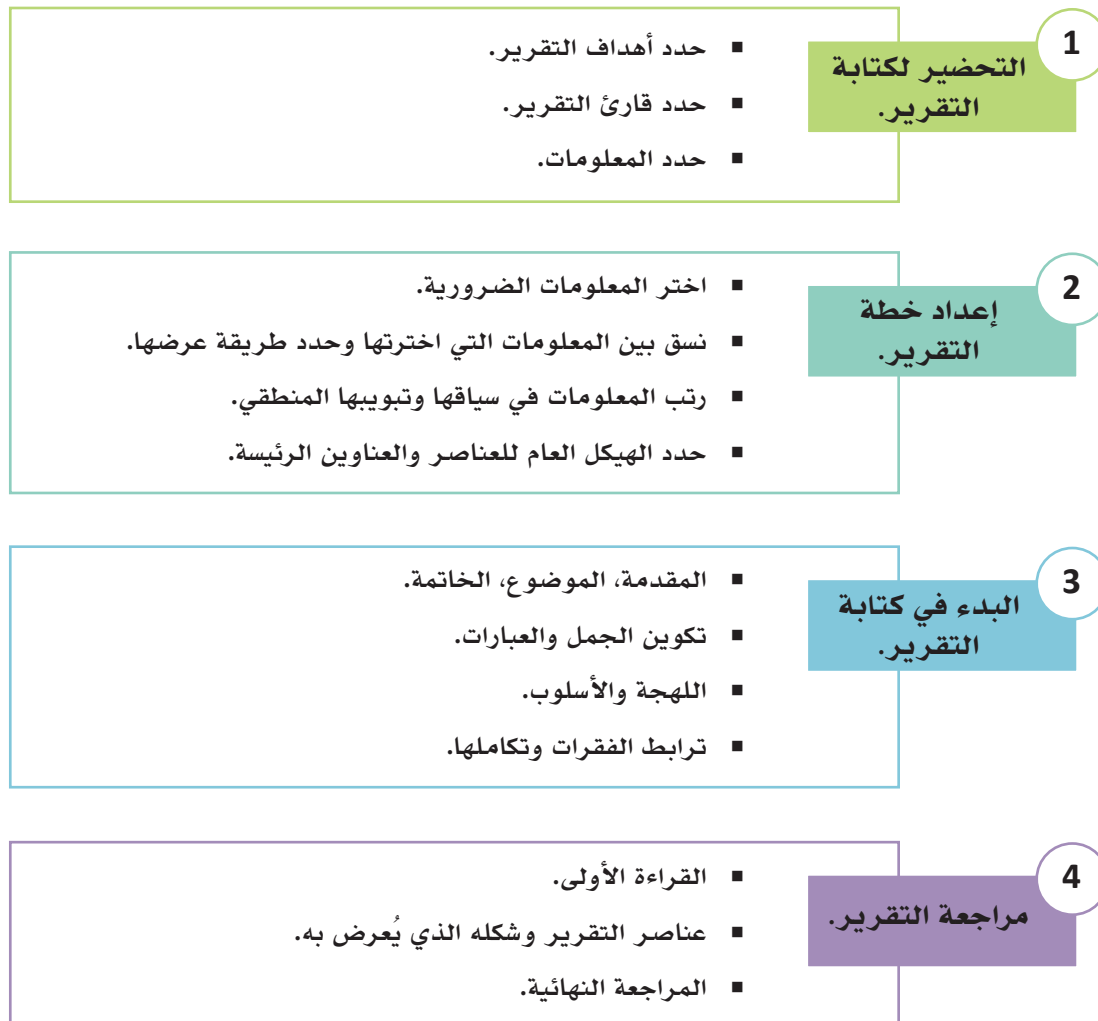 1
التحضير لكتابة
التقرير.
▪ حدد أهداف التقرير.
▪ حدد قارئ التقرير.
▪ حدد المعلومات.
2
إعداد خطة
التقرير.
▪ اختر المعلومات الضرورية.
▪ نسق بين المعلومات التي اخترتها وحدد طريقة عرضها.
▪ رتب المعلومات في سياقها وتبويبها المنطقي.
▪ حدد الهيكل العام للعناصر والعناوين الرئيسة.
3
البدء في كتابة
التقرير.
▪ المقدمة، الموضوع، الخاتمة.
▪ تكوين الجمل والعبارات.
▪ اللهجة والأسلوب.
▪ ترابط الفقرات وتكاملها.
4
مراجعة التقرير.
▪ القراءة الأولى.
▪ عناصر التقرير وشكله الذي يُعرض به.
▪ المراجعة النهائية.